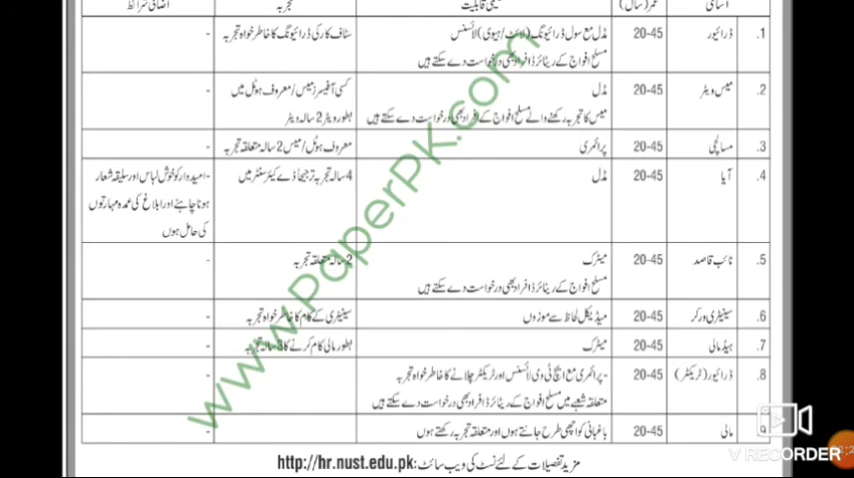 اسامی عمر (سال) تعلیمی قابلیت تجربہ اضافی شرائط
1. ڈرائیور 20-45 مڈل مع سول ڈرائیونگ (لائٹ/ہیوی) لائسنس سٹاف کار کی ڈرائیونگ کا خاطر خواہ تجربہ -
مسلح افواج کے ریٹائرڈ افراد بھی درخواست دے سکتے ہیں
2. میس ویٹر 20-45 مڈل کسی آفیسرز میس/معروف ہوٹل میں -
میس کا تجربہ رکھنے والے مسلح افواج کے افراد بھی درخواست دے سکتے ہیں بطور ویٹر 2 سالہ ویٹر
3. مسالچی 20-45 پرائمری معروف ہوٹل/میس 2 سالہ متعلقہ تجربہ -
4. آیا 20-45 مڈل 4 سالہ تجربہ ترجیحاً ڈے کیئر سنٹر میں -امیدوار کو خوش لباس اور سلیقہ شعار
ہونا چاہئے اور ابلاغ کی عمدہ مہارتوں
کی حامل ہوں
5. نائب قاصد 20-45 میٹرک 2 سالہ متعلقہ تجربہ -
مسلح افواج کے ریٹائرڈ افراد بھی درخواست دے سکتے ہیں
6. سینیٹری ورکر 20-45 میڈیکل لحاظ سے موزوں سینیٹری کے کام کا خاطر خواہ تجربہ -
7. ہیڈ مالی 20-45 میٹرک بطور مالی کام کرنے کا 3 سالہ تجربہ -
8. ڈرائیور (ٹریکٹر) 20-45 -پرائمری مع ایچ ٹی وی لائسنس اور ٹریکٹر چلانے کا خاطر خواہ تجربہ -
متعلقہ شعبے میں مسلح افواج کے ریٹائرڈ افراد بھی درخواست دے سکتے ہیں
9 مالی 20-45 باغبانی کو اچھی طرح جانتے ہوں اور متعلقہ تجربہ رکھتے ہوں -
مزید تفصیلات کے لئے نسٹ کی ویب سائٹ: http://hr.nust.edu.pk
www.PaperPK.com
V RECORDER